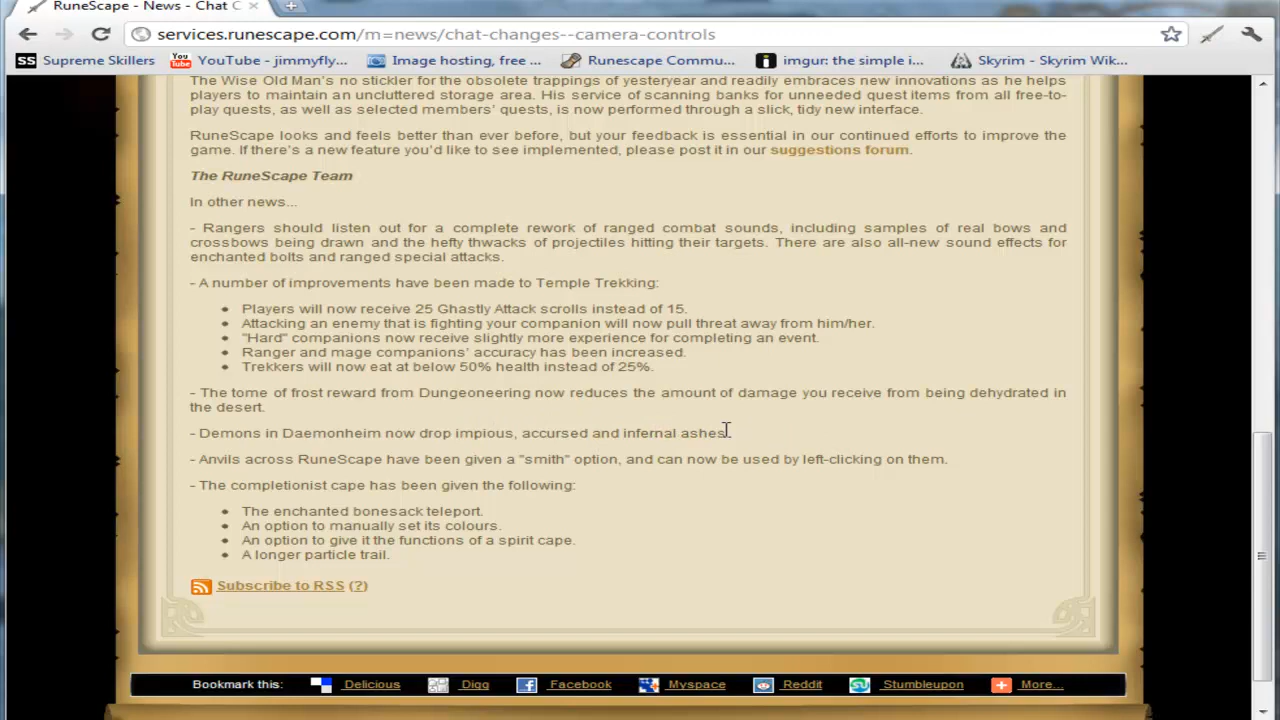 RuneScape - News - Chat C
services.runescape.com/m=news/chat-changes--camera-controls
SS Supreme Skillers You Tube YouTube - jimmyfly... Image hosting, free ... Runescape Commu... i imgur: the simple i... Skyrim - Skyrim Wik...
The Wise Old Man's no stickler for the obsolete trappings of yesteryear and readily embraces new innovations as he helps
players to maintain an uncluttered storage area. His service of scanning banks for unneeded quest items from all free-to-
play quests, as well as selected members' quests, is now performed through a slick, tidy new interface.
RuneScape looks and feels better than ever before, but your feedback is essential in our continued efforts to improve the
game. If there's a new feature you'd like to see implemented, please post it in our suggestions forum.
The RuneScape Team
In other news...
- Rangers should listen out for a complete rework of ranged combat sounds, including samples of real bows and
crossbows being drawn and the hefty thwacks of projectiles hitting their targets. There are also all-new sound effects for
enchanted bolts and ranged special attacks.
- A number of improvements have been made to Temple Trekking:
• Players will now receive 25 Ghastly Attack scrolls instead of 15.
• Attacking an enemy that is fighting your companion will now pull threat away from him/her.
• "Hard" companions now receive slightly more experience for completing an event.
• Ranger and mage companions' accuracy has been increased.
• Trekkers will now eat at below 50% health instead of 25%.
- The tome of frost reward from Dungeoneering now reduces the amount of damage you receive from being dehydrated in
the desert.
- Demons in Daemonheim now drop impious, accursed and infernal ashes.
- Anvils across RuneScape have been given a "smith" option, and can now be used by left-clicking on them.
- The completionist cape has been given the following:
• The enchanted bonesack teleport.
• An option to manually set its colours.
• An option to give it the functions of a spirit cape.
• A longer particle trail.
Subscribe to RSS (?)
Bookmark this: Delicious Digg Facebook Myspace Reddit Stumbleupon More...